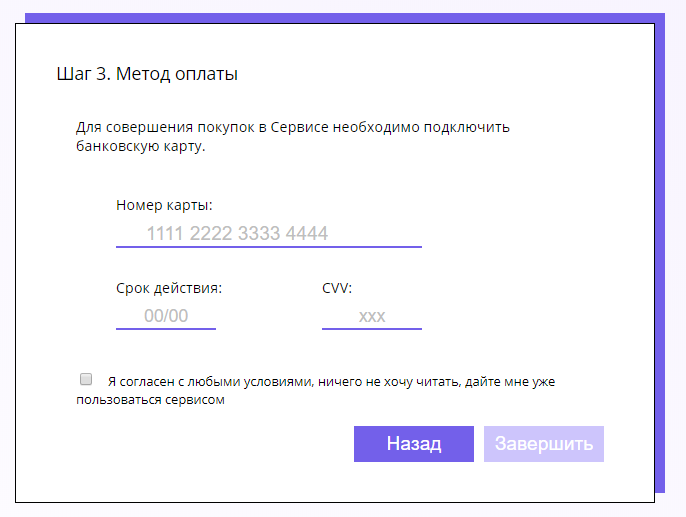 Шаг 3. Метод оплаты
Для совершения покупок в Сервисе необходимо подключить
банковскую карту.
Номер карты:
1111 2222 3333 4444
Срок действия:
CVV:
00/00
xxx
Я согласен с любыми условиями, ничего не хочу читать, дайте мне уже
пользоваться сервисом
Назад
Завершить